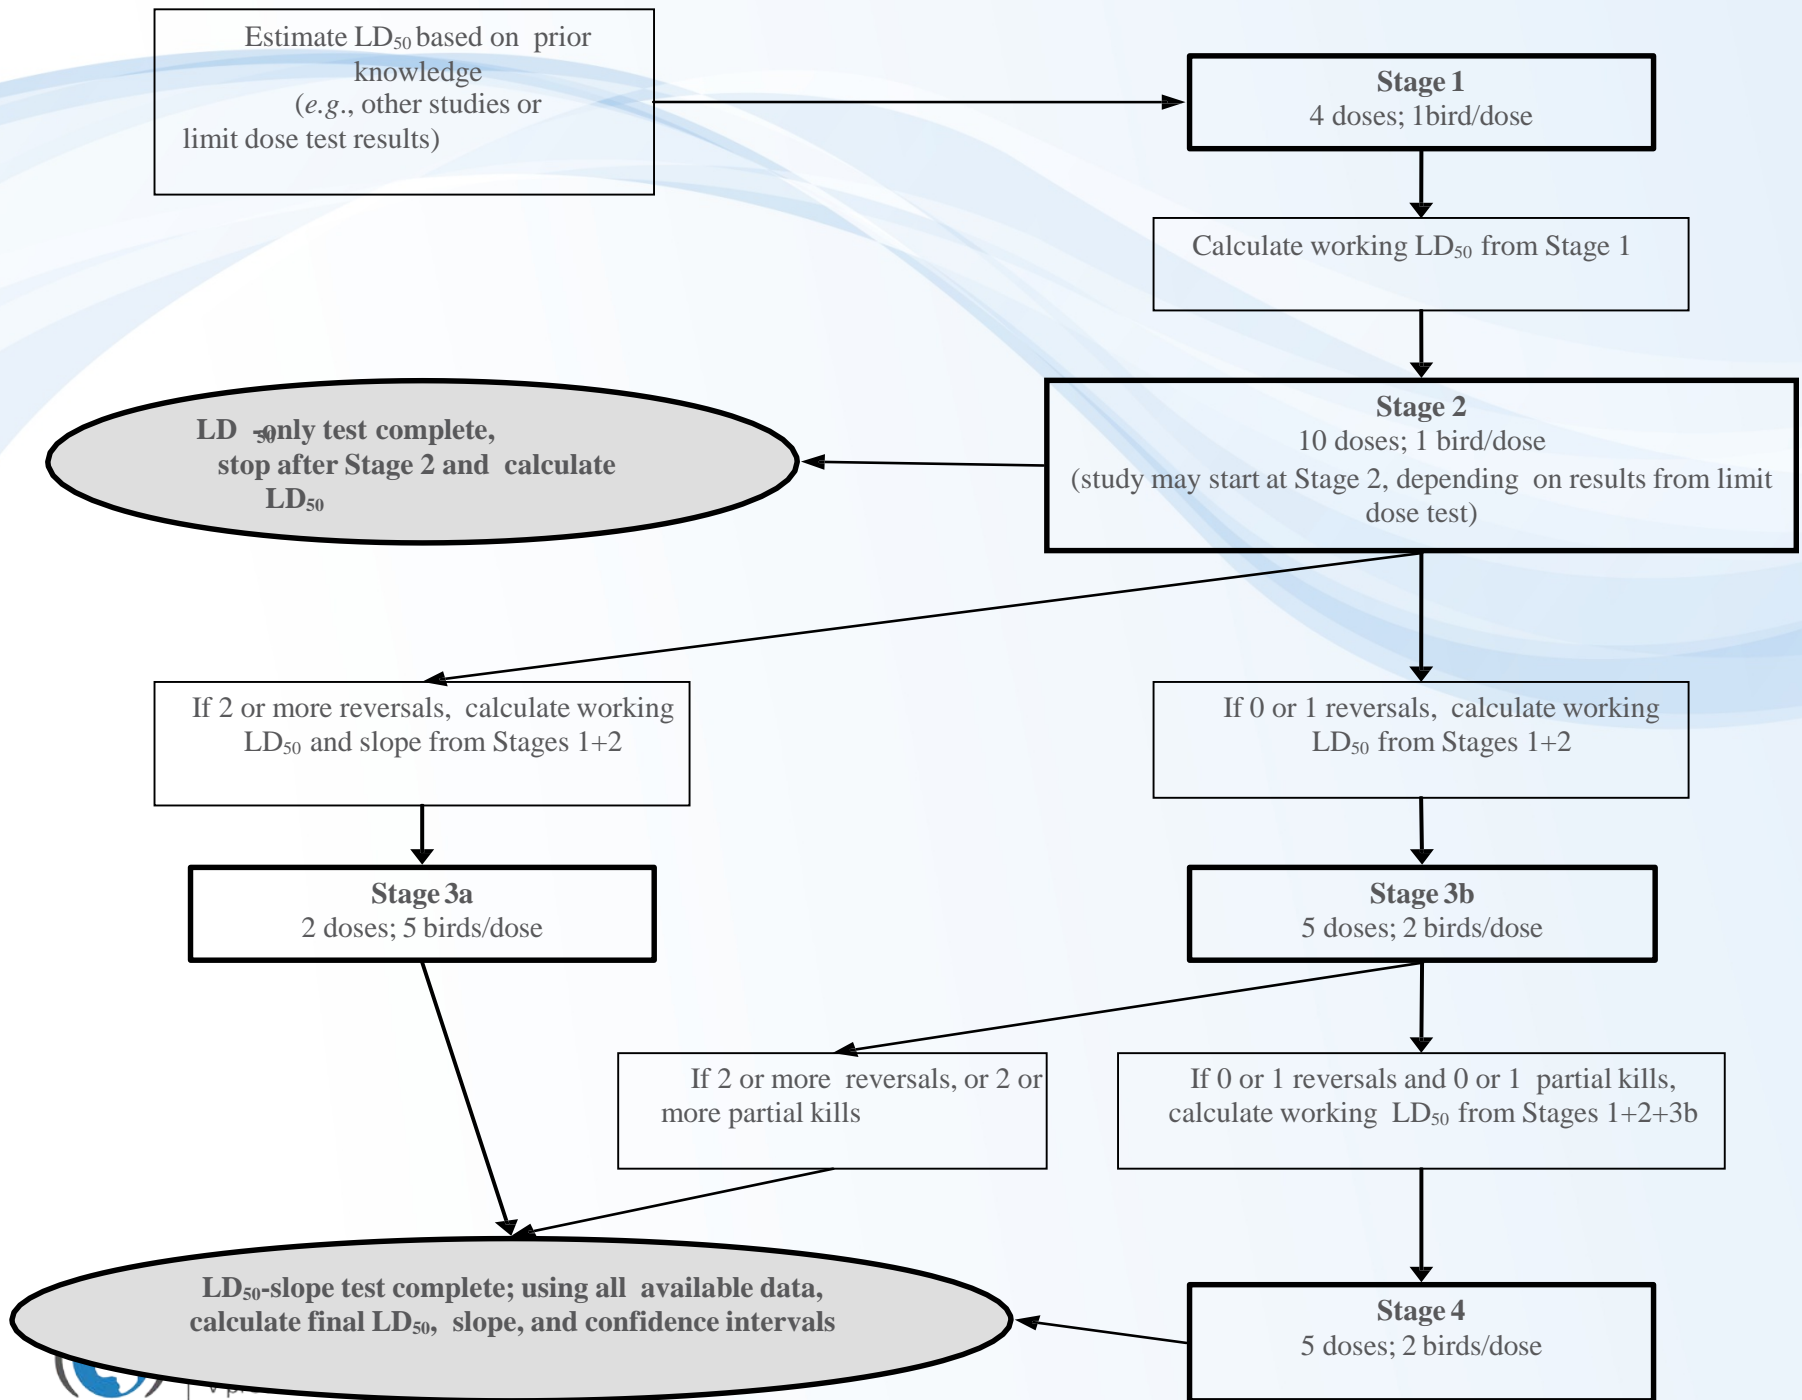 Estimate LD50 based on prior
knowledge
(e.g., other studies or
limit dose test results)
Stage 1
4 doses; 1bird/dose
Calculate working LD50 from Stage 1
Stage 2
10 doses; 1 bird/dose
(study may start at Stage 2, depending on results from limit
dose test)
LD50-only test complete,
stop after Stage 2 and calculate
LD50
If 2 or more reversals, calculate working
LD50 and slope from Stages 1+2
If 0 or 1 reversals, calculate working
LD50 from Stages 1+2
Stage 3a
2 doses; 5 birds/dose
Stage 3b
5 doses; 2 birds/dose
If 2 or more reversals, or 2 or
more partial kills
If 0 or 1 reversals and 0 or 1 partial kills,
calculate working LD50 from Stages 1+2+3b
LD50-slope test complete; using all available data,
calculate final LD50, slope, and confidence intervals
Stage 4
5 doses; 2 birds/dose